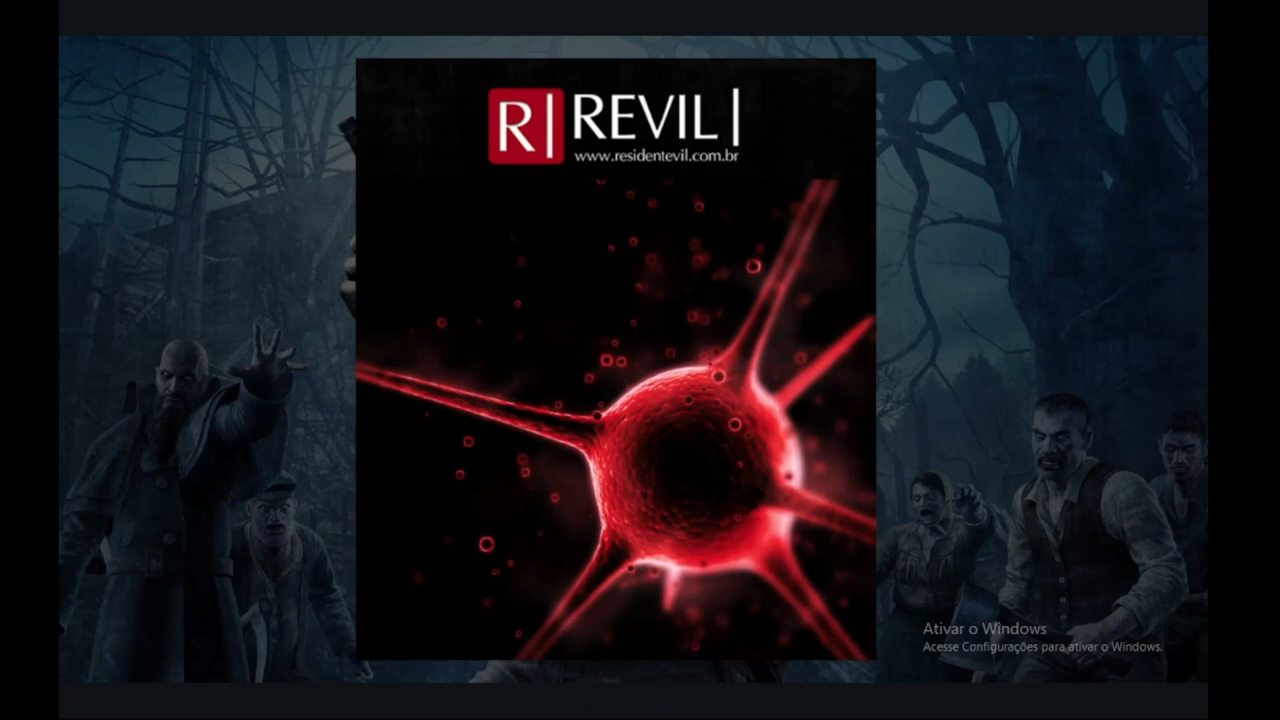 R|
REVIL|
www.residentevil.com.br
Ativar o Windows
Acesse Configurações para ativar o Windows.